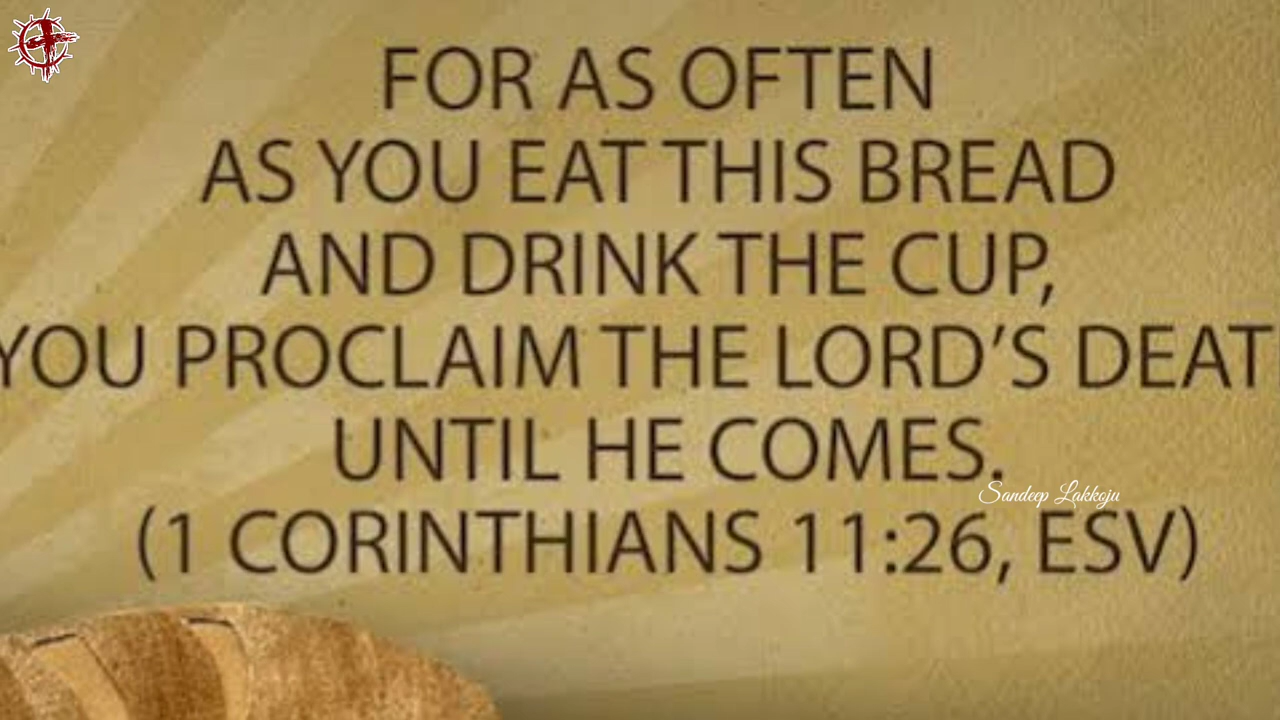 FOR AS OFTEN
AS YOU EAT THIS BREAD
AND DRINK THE CUP,
YOU PROCLAIM THE LORD’S DEAT
UNTIL HE COMES.
Sandeep Lakkoju
(1 CORINTHIANS 11:26, ESV)